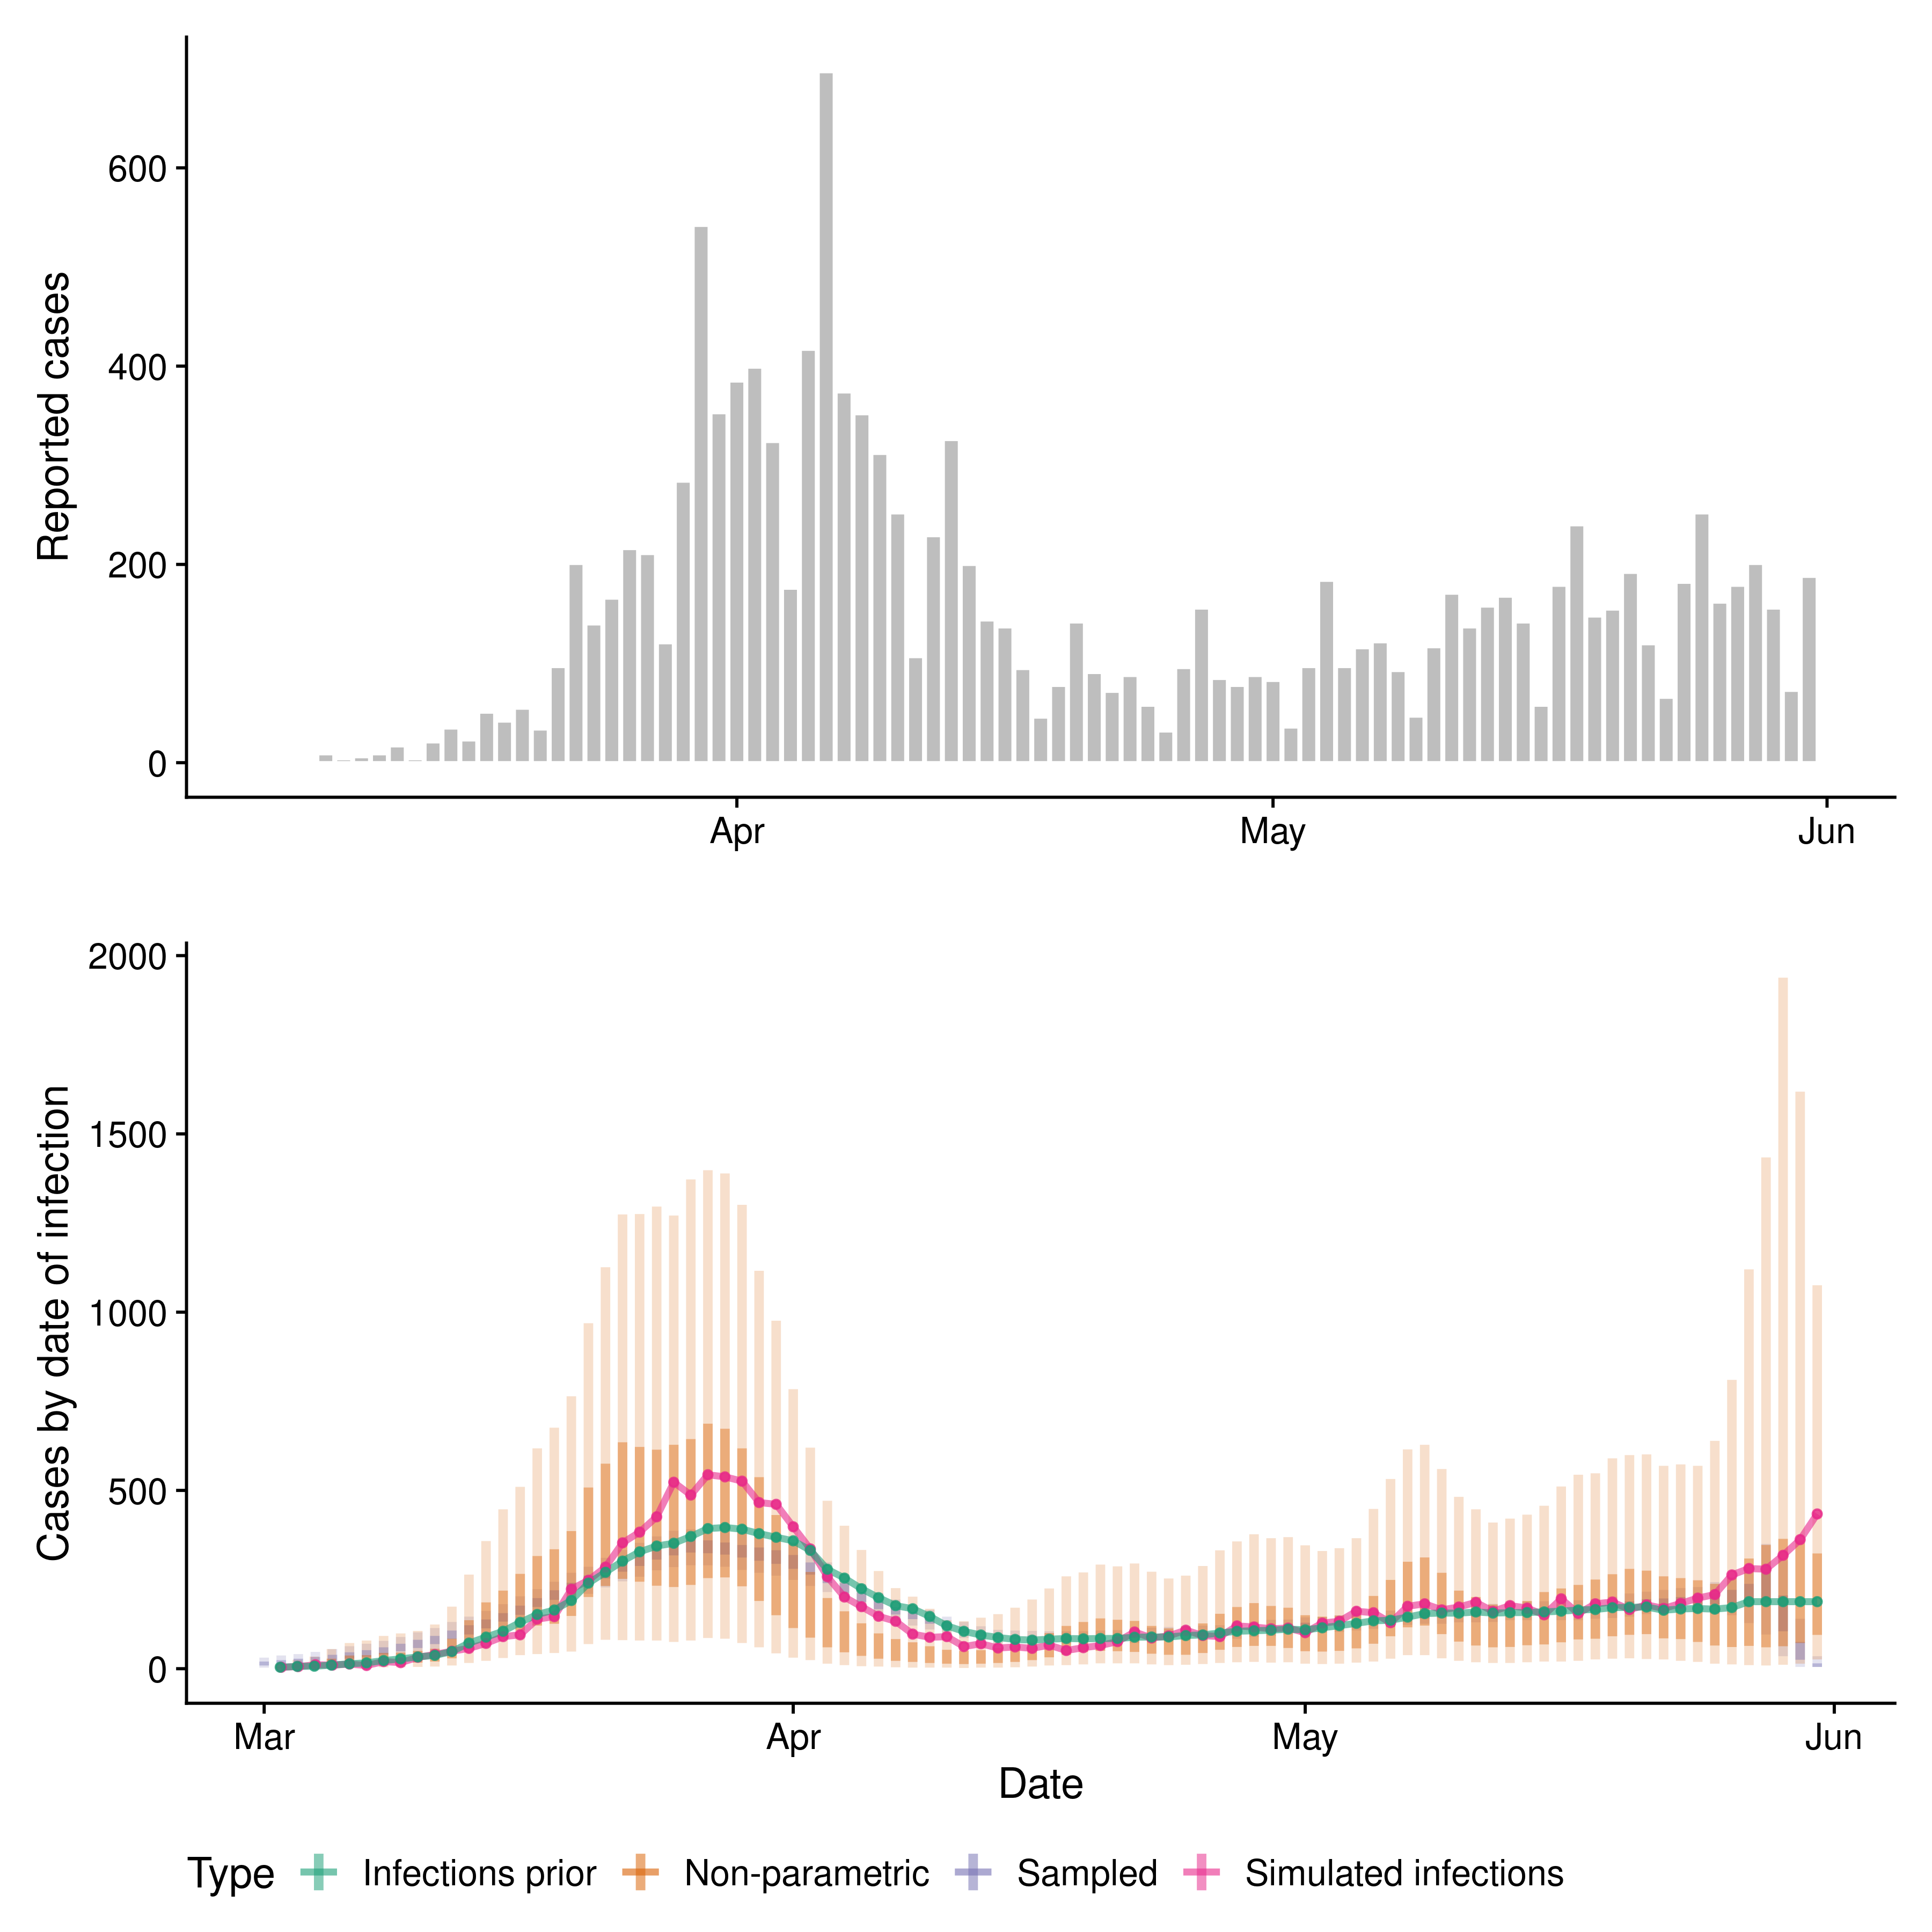 Reported cases
600
400
200
0
Apr May Jun
Cases by date of infection
2000
1500
1000
500
0
Mar Apr May Jun
Date
Type Infections prior Non-parametric Sampled Simulated infections